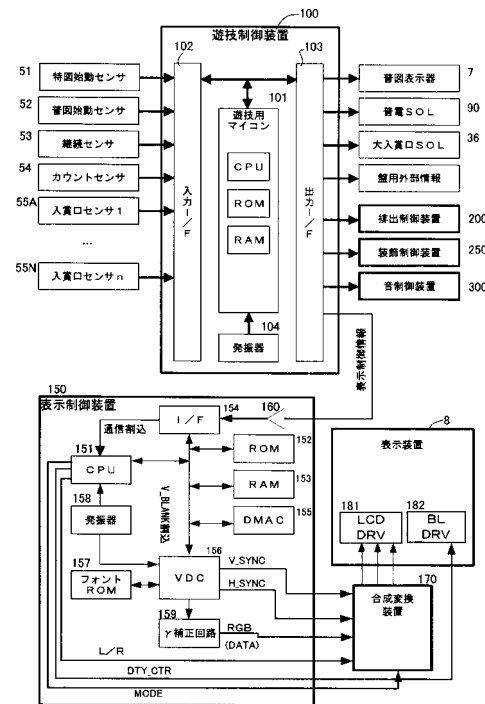 100
遊技制御装置
102
103
51
特図始動センサ
52
普図始動センサ
53
継続センサ
54
カウントセンサ
55A
入賞口センサ1
...
55N
入賞口センサn
入力I/F
101
遊技用
マイコン
CPU
ROM
RAM
104
発振器
出力I/F
普図表示器
7
普電SOL
90
大入賞口SOL
36
盤用外部情報
排出制御装置
200
装飾制御装置
250
音制御装置
300
表示制御情報
150
表示制御装置
I/F
154
160
通信割込
151
CPU
ROM
152
RAM
153
DMAC
155
V_BLANK割込
158
発振器
157
フォント
ROM
156
VDC
V_SYNC
H_SYNC
159
γ補正回路
RGB
(DATA)
L/R
DTY_CTR
MODE
8
表示装置
181
LCD
DRV
182
BL
DRV
170
合成変換
装置